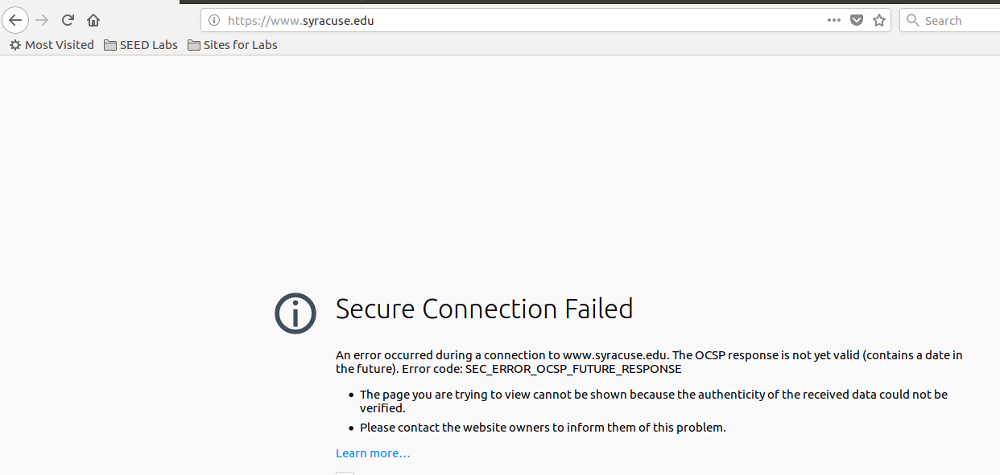 https://www.syracuse.edu
Search
Most Visited SEED Labs Sites for Labs
Secure Connection Failed
An error occurred during a connection to www.syracuse.edu. The OCSP response is not yet valid (contains a date in
the future). Error code: SEC_ERROR_OCSP_FUTURE_RESPONSE
The page you are trying to view cannot be shown because the authenticity of the received data could not be
verified.
Please contact the website owners to inform them of this problem.
Learn more…